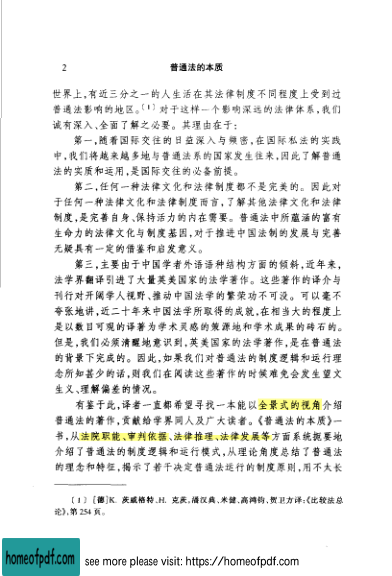 2 普通法的本质
世界上,有近三分之一的人生活在其法律制度不同程度上受到过
普通法影响的地区。〔1〕对于这样一个影响深远的法律体系,我们
诚有深入、全面了解之必要。其理由在于:
第一,随着国际交往的日益深入与频密,在国际私法的实践
中,我们将越来越多地与普通法系的国家发生往来,因此了解普通
法的实质和运用,是国际交往的必备前提。
第二,任何一种法律文化和法律制度都不是完美的。因此对
于任何一种法律文化和法律制度而言,了解其他法律文化和法律
制度,是完善自身、保持活力的内在需要。普通法中所蕴涵的富有
生命力的法律文化与制度基因,对于推进中国法制的发展与完善
无疑具有一定的借鉴和启发意义。
第三,主要由于中国学者外语语种结构方面的倾斜,近年来,
法学界翻译引进了大量英美国家的法学著作。这些著作的译介与
刊行对开阔学人视野、推动中国法学的繁荣功不可没。可以毫不
夸张地讲,近二十年来中国法学所取得的成就,在相当大的程度上
是以数目可观的译著为学术灵感的策源地和学术成果的砖石的。
但是,我们必须清醒地意识到,英美国家的法学著作,是在普通法
的背景下完成的。因此,如果我们对普通法的制度逻辑和运行理
念所知甚少的话,则我们在阅读这些著作的时候难免会发生望文
生义、理解偏差的情况。
有鉴于此,译者一直都希望寻找一本能以全景式的视角介绍
普通法的著作,贡献给学界同人及广大读者。《普通法的本质》一
书,从法院职能、审判依据、法律推理、法律发展等方面系统扼要地
介绍了普通法的制度逻辑和运行模式,从理论角度总结了普通法
的理念和特征,揭示了若干决定普通法运行的制度原则,用不太长
〔1〕 [德]K. 茨威格特、H. 克茨,潘汉典、米健、高鸿钧、贺卫方译:《比较法总
论》,第 254 页。
homeofpdf.com see more please visit: https://homeofpdf.com